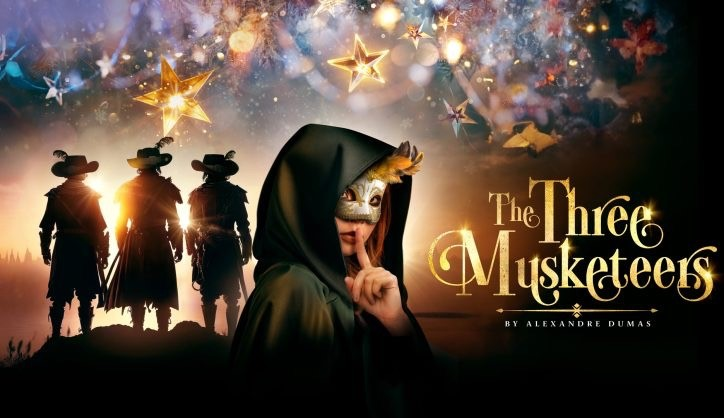 The Three
Musketeers
BY ALEXANDRE DUMAS